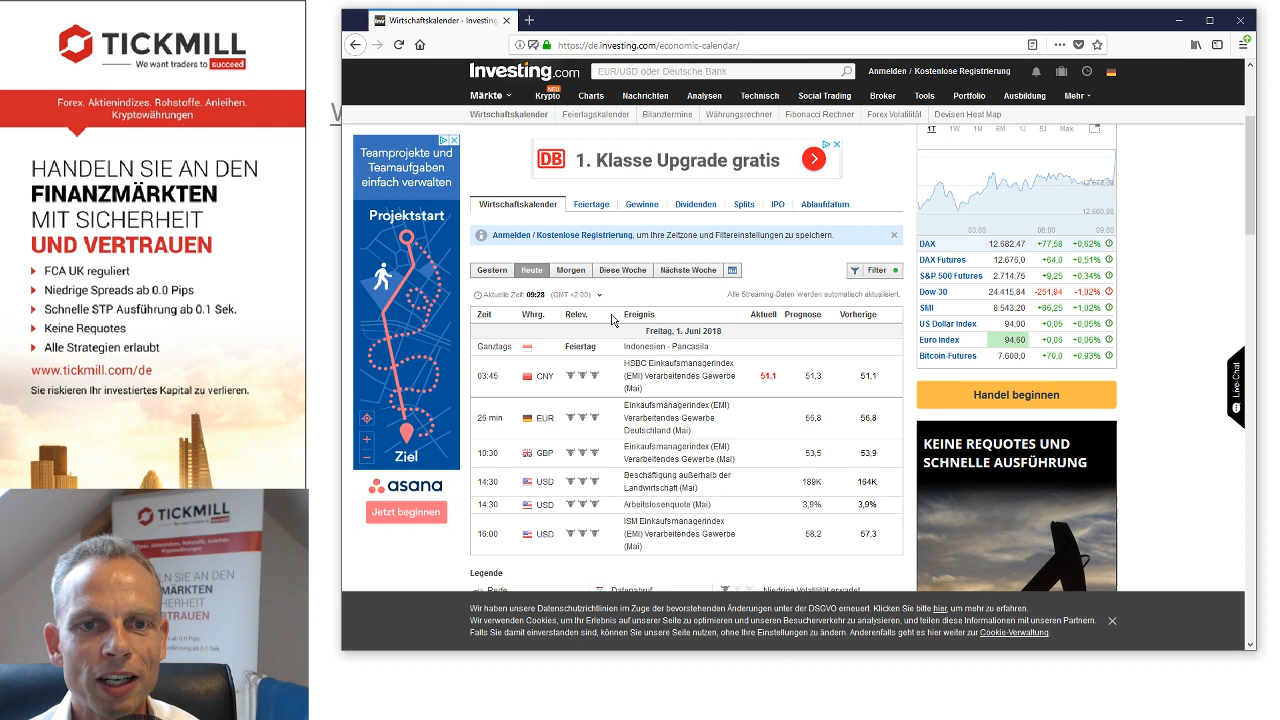 TICKMILL
We want traders to succeed
Forex. Aktienindizes. Rohstoffe. Anleihen.
Kryptowährungen
HANDELN SIE AN DEN
FINANZMÄRKTEN
MIT SICHERHEIT
UND VERTRAUEN
FCA UK reguliert
Niedrige Spreads ab 0.0 Pips
Schnelle STP Ausführung ab 0.1 Sek.
Keine Requotes
Alle Strategien erlaubt
www.tickmill.com/de
Sie riskieren Ihr investiertes Kapital zu verlieren.
TICKMILL
Wirtschaftskalender - Investing
https://de.investing.com/economic-calendar/
Investing.com
EUR/USD oder Deutsche Bank
Anmelden / Kostenlose Registrierung
Märkte
NEU
Krypto Charts Nachrichten Analysen Technisch Social Trading Broker Tools Portfolio Ausbildung Mehr
Wirtschaftskalender Feiertagskalender Bilanztermine Währungsrechner Fibonacci Rechner Forex Volatilität Devisen Heat Map
Teamprojekte und
Teamaufgaben
einfach verwalten
Projektstart
Ziel
asana
Jetzt beginnen
DB 1. Klasse Upgrade gratis
Wirtschaftskalender Feiertage Gewinne Dividenden Splits IPO Ablaufdatum
Anmelden / Kostenlose Registrierung, um Ihre Zeitzone und Filtereinstellungen zu speichern.
Gestern Heute Morgen Diese Woche Nächste Woche Filter
Aktuelle Zeit: 09:28 (GMT +2:00)
Alle Streaming-Daten werden automatisch aktualisiert.
Zeit Whrg. Relev. Ereignis Aktuell Prognose Vorherige
Freitag, 1. Juni 2018
Ganztags Feiertag Indonesien - Pancasila
HSBC Einkaufsmanagerindex
03:45 CNY (EMI) Verarbeitendes Gewerbe 51,1 51,3 51,1
(Mai)
Einkaufsmanagerindex (EMI)
26 min EUR Verarbeitendes Gewerbe 56,8 56,8
Deutschland (Mai)
Einkaufsmanagerindex (EMI)
10:30 GBP Verarbeitendes Gewerbe (Mai) 53,5 53,9
Beschäftigung außerhalb der
14:30 USD Landwirtschaft (Mai) 189K 164K
14:30 USD Arbeitslosenquote (Mai) 3,9% 3,9%
ISM Einkaufsmanagerindex
16:00 USD (EMI) Verarbeitendes Gewerbe 58,2 57,3
(Mai)
Legende
Rede Datenabruf Niedrige Volatilität erwartet
1T 1W 1M 6M 1J 5J Max.
12.660,00
03:00 06:00 09:00
DAX 12.682,47 +77,58 +0,62%
DAX Futures 12.676,0 +64,0 +0,51%
S&P 500 Futures 2.714,75 +9,25 +0,34%
Dow 30 24.415,84 -251,94 -1,02%
SMI 8.543,20 +86,25 +1,02%
US Dollar Index 94,00 +0,05 +0,05%
Euro Index 94,60 +0,06 +0,06%
Bitcoin-Futures 7.600,0 +70,0 +0,93%
Handel beginnen
KEINE REQUOTES UND
SCHNELLE AUSFÜHRUNG
Live-Chat
Wir haben unsere Datenschutzrichtlinien im Zuge der bevorstehenden Änderungen unter der DSGVO erneuert. Klicken Sie bitte hier, um mehr zu erfahren.
Wir verwenden Cookies, um Ihr Erlebnis auf unserer Seite zu optimieren und unseren Besucherverkehr zu analysieren, und teilen diese Informationen mit unseren Partnern.
Falls Sie damit einverstanden sind, können Sie unsere Seite nutzen, ohne Ihre Einstellungen zu ändern. Anderenfalls geht es hier weiter zur Cookie-Verwaltung.